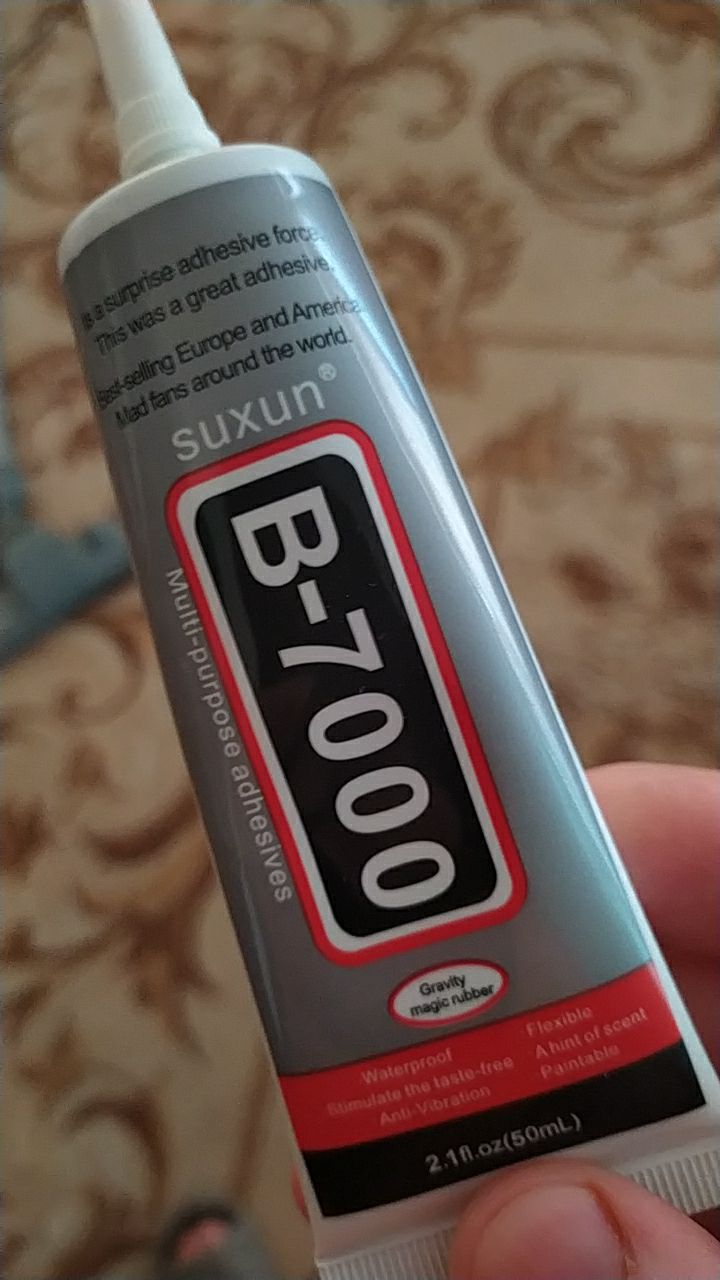 Is a surprise adhesive force.
This was a great adhesive.
Best-selling Europe and America
Mad fans around the world.
suxun®
B-7000
Multi-purpose adhesives
Gravity
magic rubber
Waterproof
Stimulate the taste-free
Anti-Vibration
Flexible
A hint of scent
Paintable
2.1fl.oz(50mL)